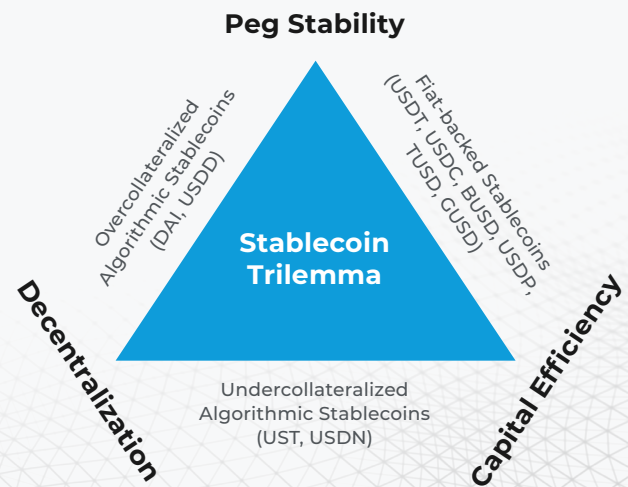 Peg Stability
Overcollateralized
Algorithmic Stablecoins
(DAI, USDD)
Fiat-backed Stablecoins
(USDT, USDC, BUSD, USDP,
TUSD, GUSD)
Stablecoin
Trilemma
Decentralization
Capital Efficiency
Undercollateralized
Algorithmic Stablecoins
(UST, USDN)